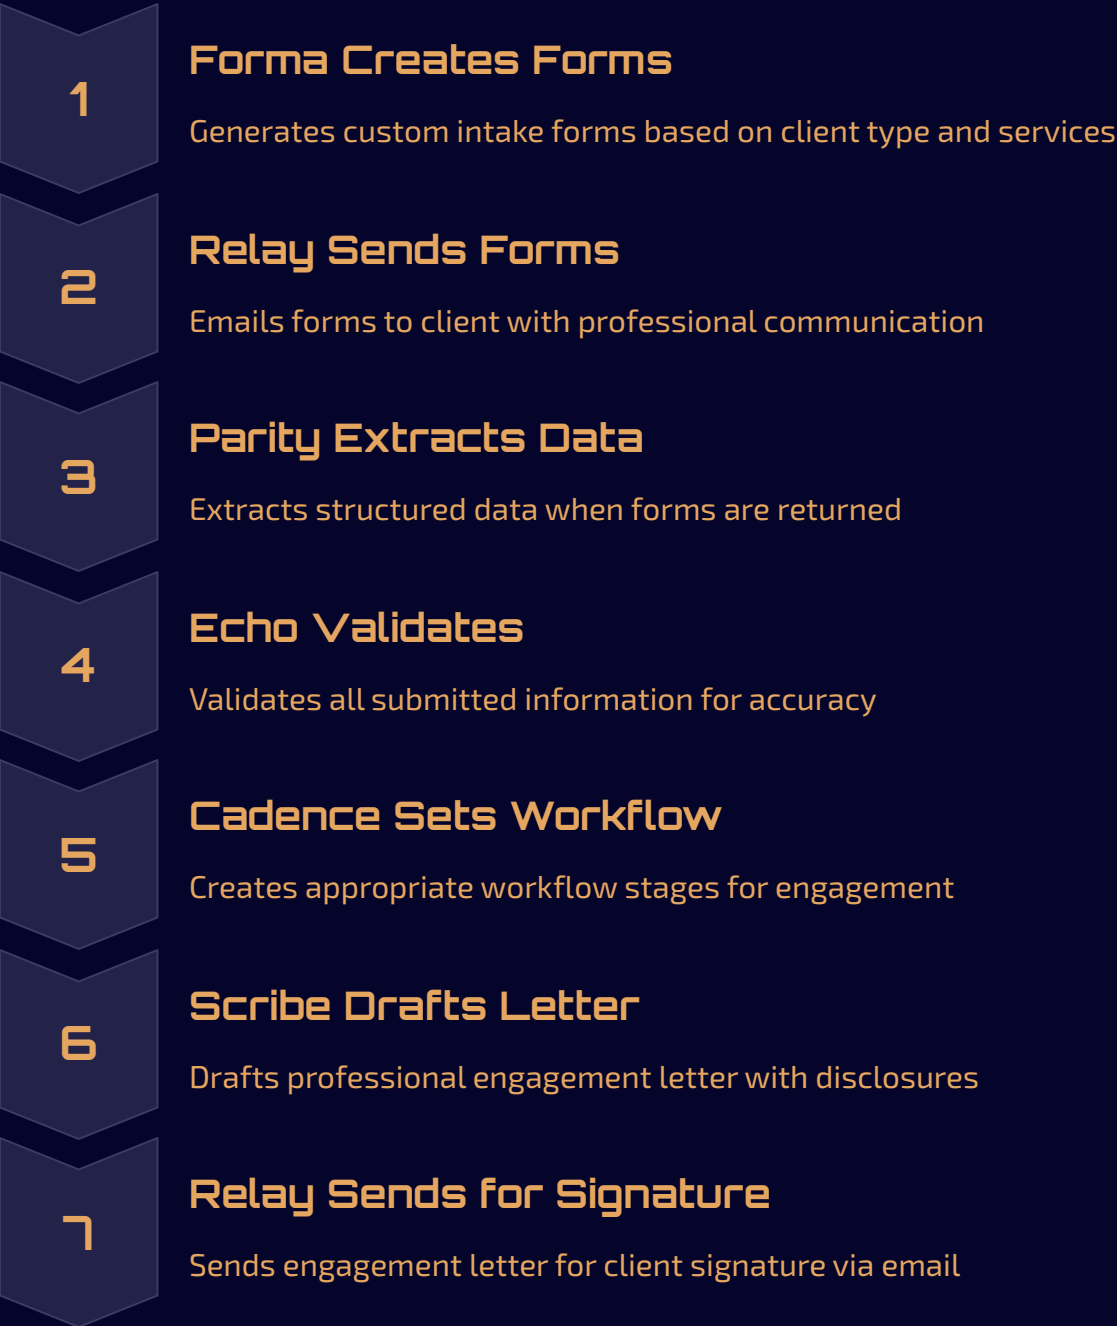 1
Forma Creates Forms
Generates custom intake forms based on client type and services
2
Relay Sends Forms
Emails forms to client with professional communication
3
Parity Extracts Data
Extracts structured data when forms are returned
4
Echo Validates
Validates all submitted information for accuracy
5
Cadence Sets Workflow
Creates appropriate workflow stages for engagement
6
Scribe Drafts Letter
Drafts professional engagement letter with disclosures
7
Relay Sends for Signature
Sends engagement letter for client signature via email